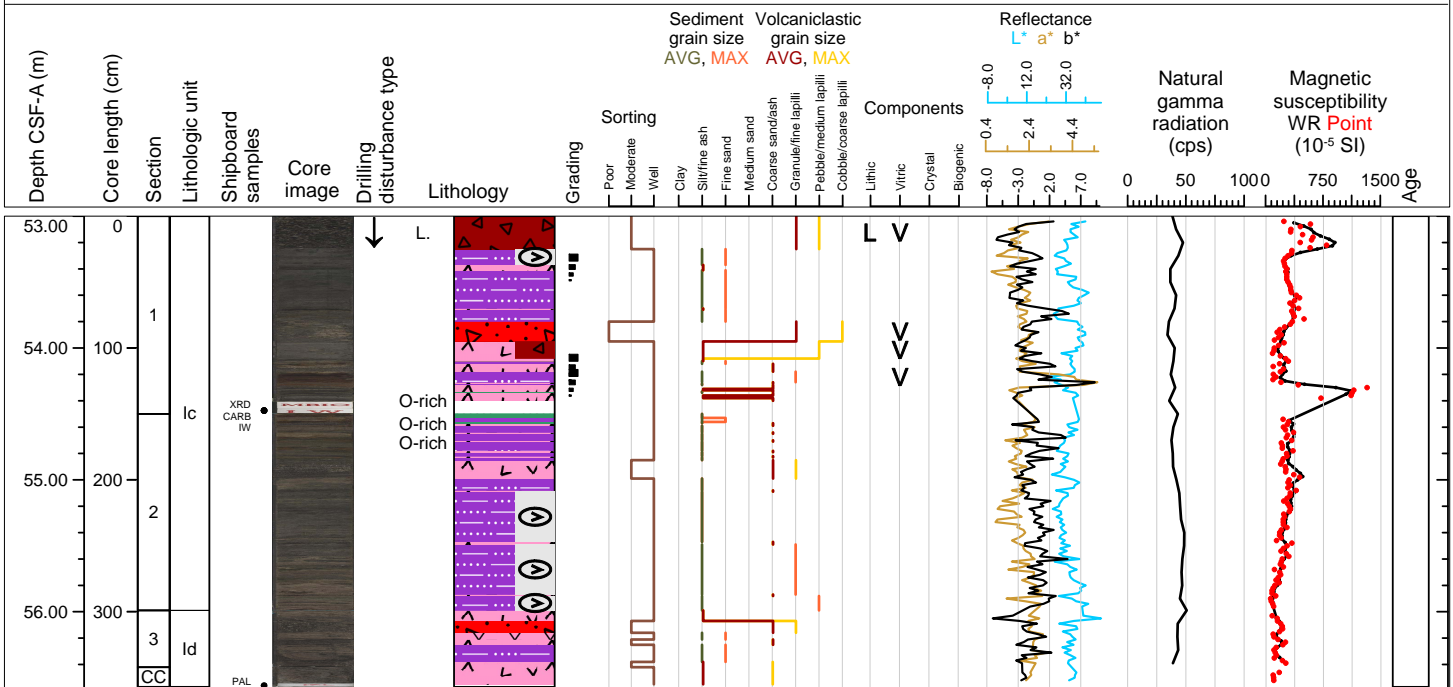 Sediment grain size AVG, MAX
Volcaniclastic grain size AVG, MAX
Reflectance
L* a* b*
-8.0 12.0 32.0
0.4 2.4 4.4
-8.0 -3.0 2.0 7.0
Depth CSF-A (m)
Core length (cm)
Section
Lithologic unit
Shipboard samples
Core image
Drilling disturbance type
Lithology
Grading
Sorting
Poor
Moderate
Well
Clay
Silt/fine ash
Fine sand
Medium sand
Coarse sand/ash
Granule/fine lapilli
Pebble/medium lapilli
Cobble/coarse lapilli
Components
Lithic
Vitric
Crystal
Biogenic
Natural gamma radiation (cps)
0 50 100
Magnetic susceptibility WR Point (10⁻⁵ SI)
0 750 1500
Age
53.00 0 L. L V
1
V
54.00 100 V
V
O-rich
XRD
CARB
IW
Ic
O-rich
O-rich
55.00 200
2
56.00 300
3 Id
CC PAL